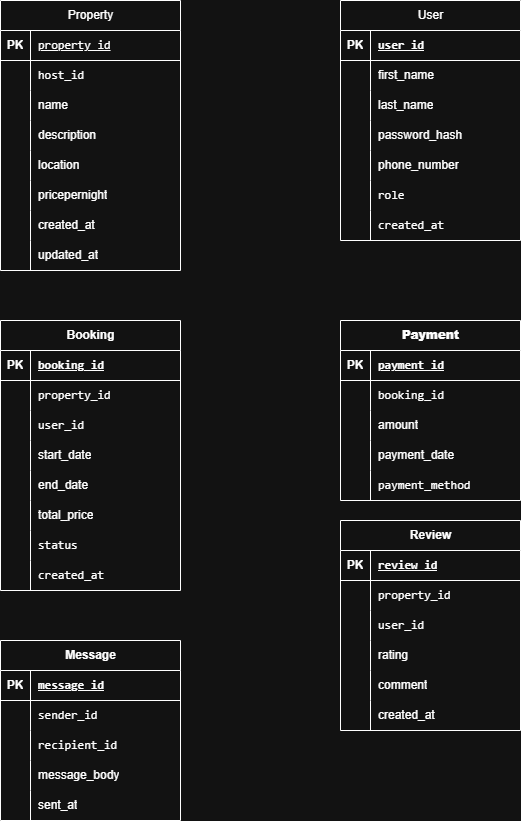 Property
PK property_id
host_id
name
description
location
pricepernight
created_at
updated_at
User
PK user_id
first_name
last_name
password_hash
phone_number
role
created_at
Booking
PK booking_id
property_id
user_id
start_date
end_date
total_price
status
created_at
Payment
PK payment_id
booking_id
amount
payment_date
payment_method
Review
PK review_id
property_id
user_id
rating
comment
created_at
Message
PK message_id
sender_id
recipient_id
message_body
sent_at